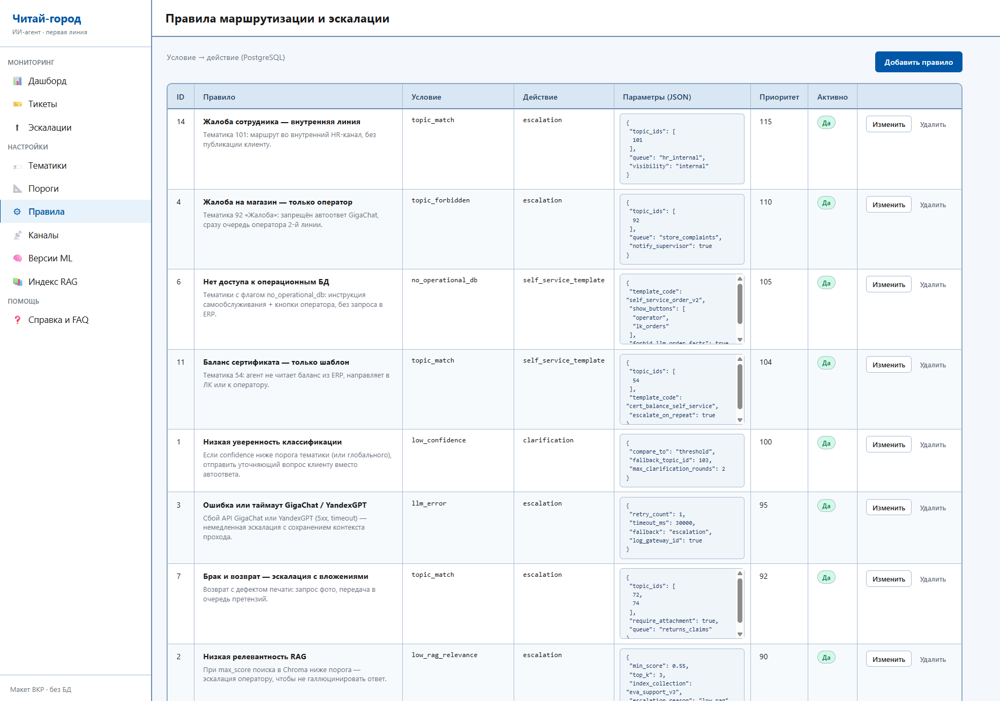 Читай-город
ИИ-агент · первая линия
МОНИТОРИНГ
Дашборд
Тикеты
Эскалации
НАСТРОЙКИ
Тематики
Пороги
Правила
Каналы
Версии ML
Индекс RAG
ПОМОЩЬ
Справка и FAQ
Макет ВКР · без БД
Правила маршрутизации и эскалации
Условие → действие (PostgreSQL)
Добавить правило
ID Правило Условие Действие Параметры (JSON) Приоритет Активно
14
Жалоба сотрудника — внутренняя линия
Тематика 101: маршрут во внутренний HR-канал, без
публикации клиенту.
topic_match
escalation
{
"topic_ids": [
101
],
"queue": "hr_internal",
"visibility": "internal"
}
115
Да
Изменить Удалить
4
Жалоба на магазин — только оператор
Тематика 92 «Жалоба»: запрещён автоответ GigaChat,
сразу очередь оператора 2-й линии.
topic_forbidden
escalation
{
"topic_ids": [
92
],
"queue": "store_complaints",
"notify_supervisor": true
}
110
Да
Изменить Удалить
6
Нет доступа к операционным БД
Тематики с флагом no_operational_db: инструкция
самообслуживания + кнопки оператора, без запроса в
ERP.
no_operational_db
self_service_template
{
"template_code":
"self_service_order_v2",
"show_buttons": [
"operator",
"lk_orders"
],
"forbid_llm_order_facts": true
105
Да
Изменить Удалить
11
Баланс сертификата — только шаблон
Тематика 54: агент не читает баланс из ERP, направляет в
ЛК или к оператору.
topic_match
self_service_template
{
"topic_ids": [
54
],
"template_code":
"cert_balance_self_service",
"escalate_on_repeat": true
}
104
Да
Изменить Удалить
1
Низкая уверенность классификации
Если confidence ниже порога тематики (или глобального),
отправить уточняющий вопрос клиенту вместо
автоответа.
low_confidence
clarification
{
"compare_to": "threshold",
"fallback_topic_id": 103,
"max_clarification_rounds": 2
}
100
Да
Изменить Удалить
3
Ошибка или таймаут GigaChat / YandexGPT
Сбой API GigaChat или YandexGPT (5xx, timeout) —
немедленная эскалация с сохранением контекста
прохода.
llm_error
escalation
{
"retry_count": 1,
"timeout_ms": 30000,
"fallback": "escalation",
"log_gateway_id": true
}
95
Да
Изменить Удалить
7
Брак и возврат — эскалация с вложениями
Возврат с дефектом печати: запрос фото, передача в
очередь претензий.
topic_match
escalation
{
"topic_ids": [
72,
74
],
"require_attachment": true,
"queue": "returns_claims"
}
92
Да
Изменить Удалить
2
Низкая релевантность RAG
При max_score поиска в Chroma ниже порога —
эскалация оператору, чтобы не галлюцинировать ответ.
low_rag_relevance
escalation
{
"min_score": 0.55,
"top_k": 3,
"index_collection":
"eva_support_v3",
"escalation_reason": "low_rag"
90
Да
Изменить Удалить